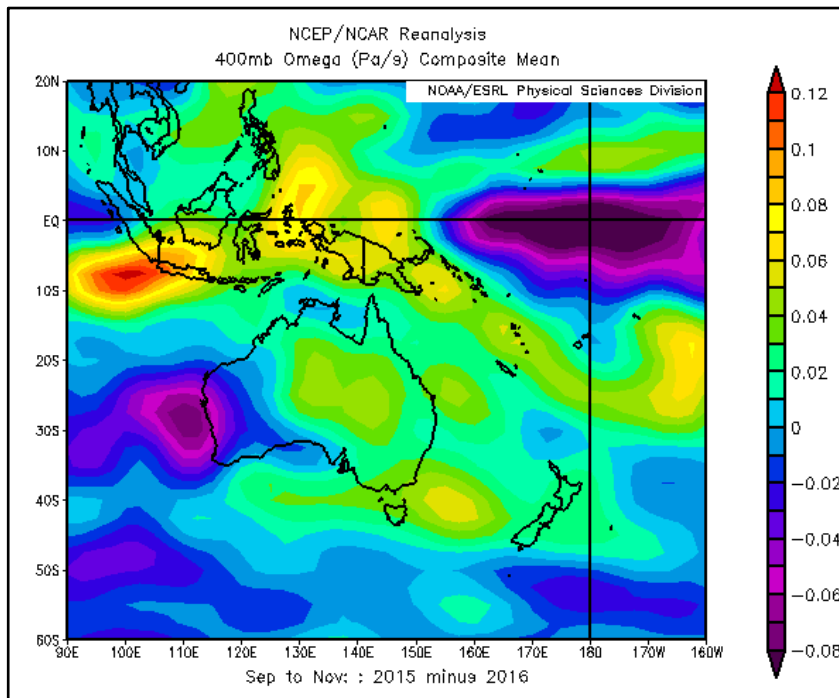 NCEP/NCAR Reanalysis
400mb Omega (Pa/s) Composite Mean
NOAA/ESRL Physical Sciences Division
20N
10N
EQ
10S
20S
30S
40S
50S
60S
90E 100E 110E 120E 130E 140E 150E 160E 170E 180 170W 160W
Sep to Nov: : 2015 minus 2016
0.12
0.1
0.08
0.06
0.04
0.02
0
-0.02
-0.04
-0.06
-0.08